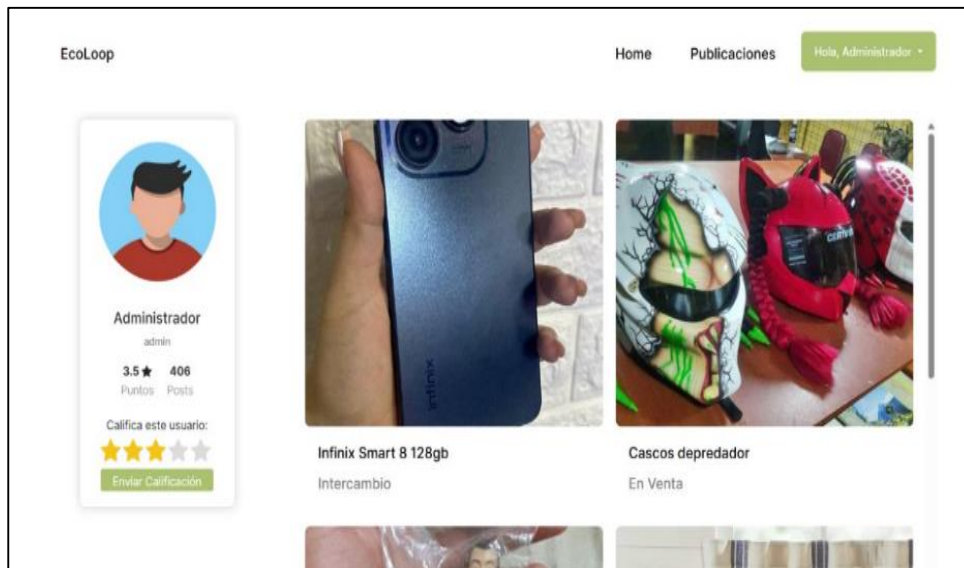 EcoLoop
Home
Publicaciones
Hola, Administrador
Administrador
admin
3.5★ 406
Puntos Posts
Califica este usuario:
Enviar Calificación
infinix
Infinix Smart 8 128gb
Intercambio
Cascos depredador
En Venta